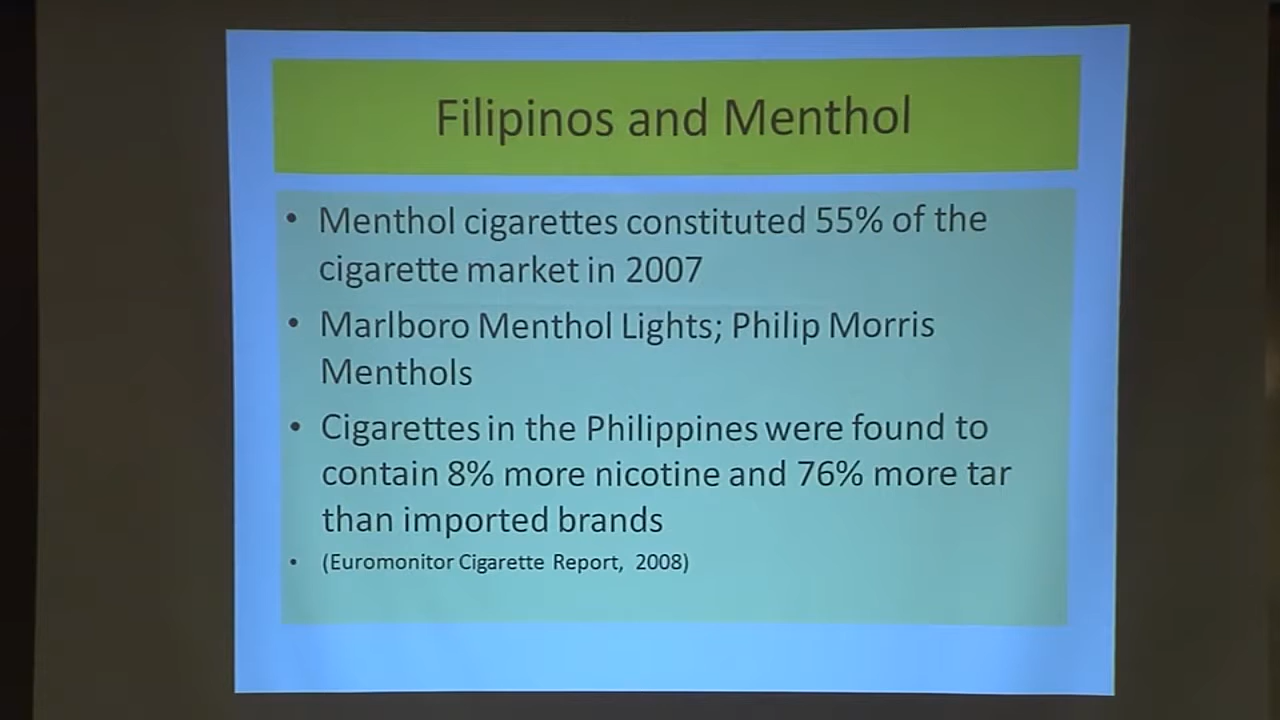 Filipinos and Menthol
• Menthol cigarettes constituted 55% of the
cigarette market in 2007
• Marlboro Menthol Lights; Philip Morris
Menthols
• Cigarettes in the Philippines were found to
contain 8% more nicotine and 76% more tar
than imported brands
• (Euromonitor Cigarette Report, 2008)